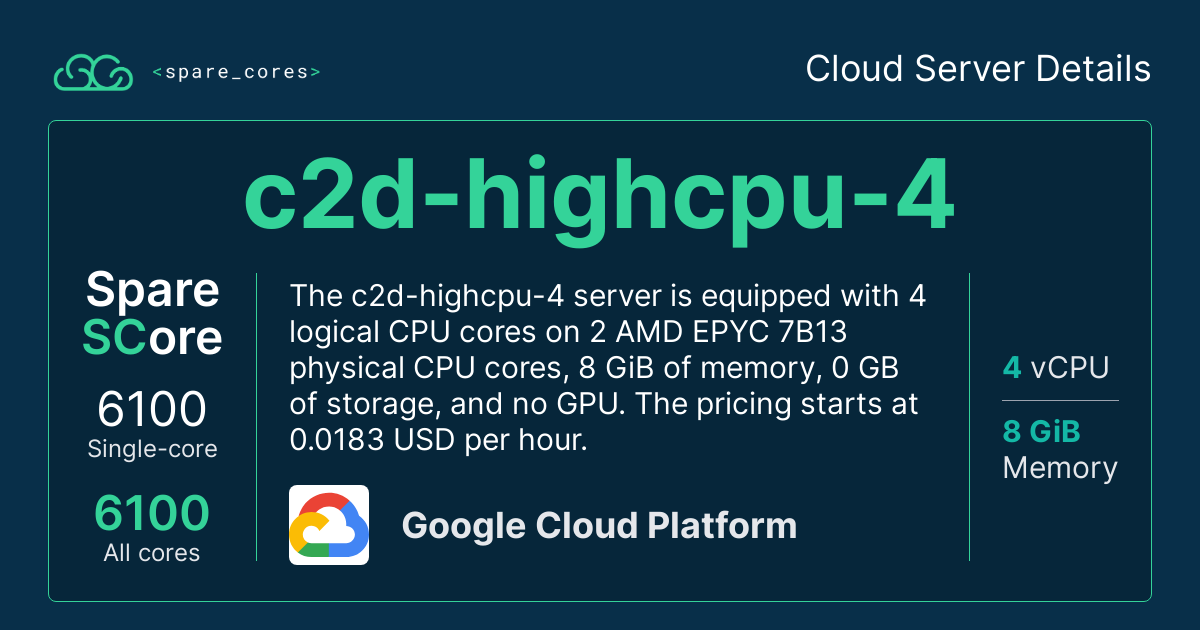 <spare_cores>
Cloud Server Details
c2d-highcpu-4
Spare
SCore
6100
Single-core
6100
All cores
The c2d-highcpu-4 server is equipped with 4
logical CPU cores on 2 AMD EPYC 7B13
physical CPU cores, 8 GiB of memory, 0 GB
of storage, and no GPU. The pricing starts at
0.0183 USD per hour.
Google Cloud Platform
4 vCPU
8 GiB
Memory